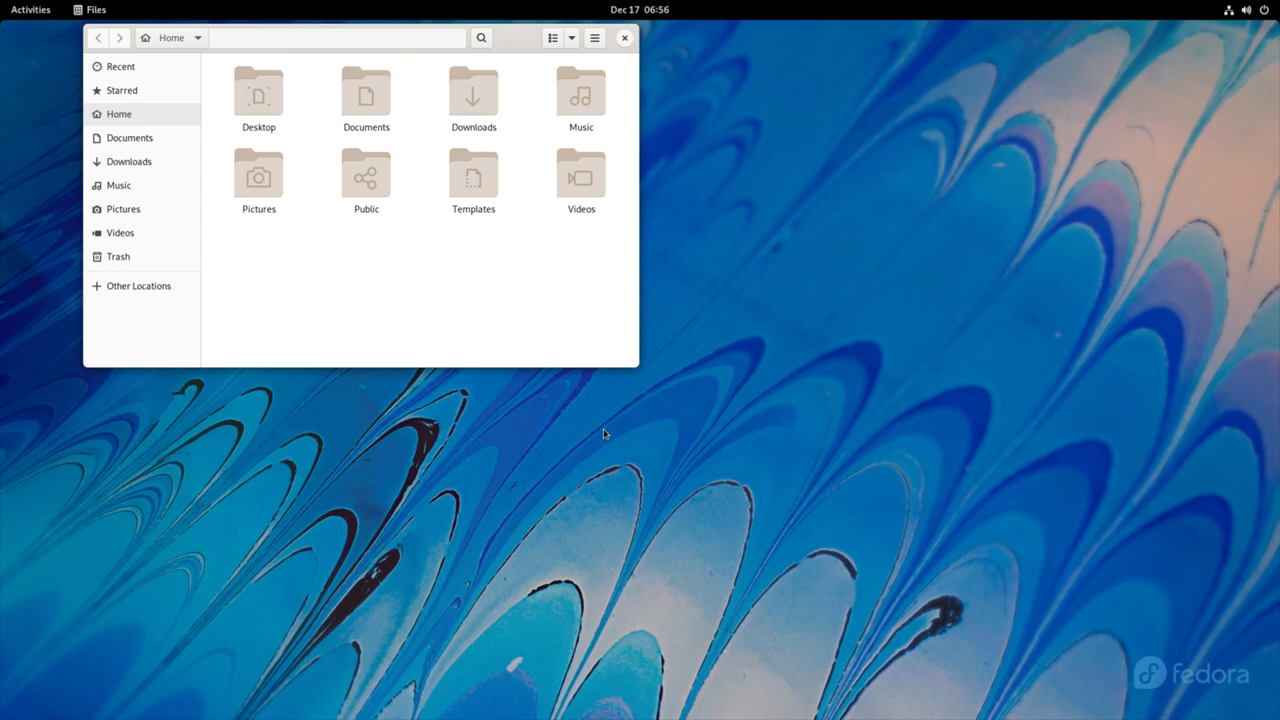 Activities Files Dec 17 06:56
Home
Recent
Starred
Home
Documents
Downloads
Music
Pictures
Videos
Trash
Other Locations
Desktop Documents Downloads Music
Pictures Public Templates Videos
fedora